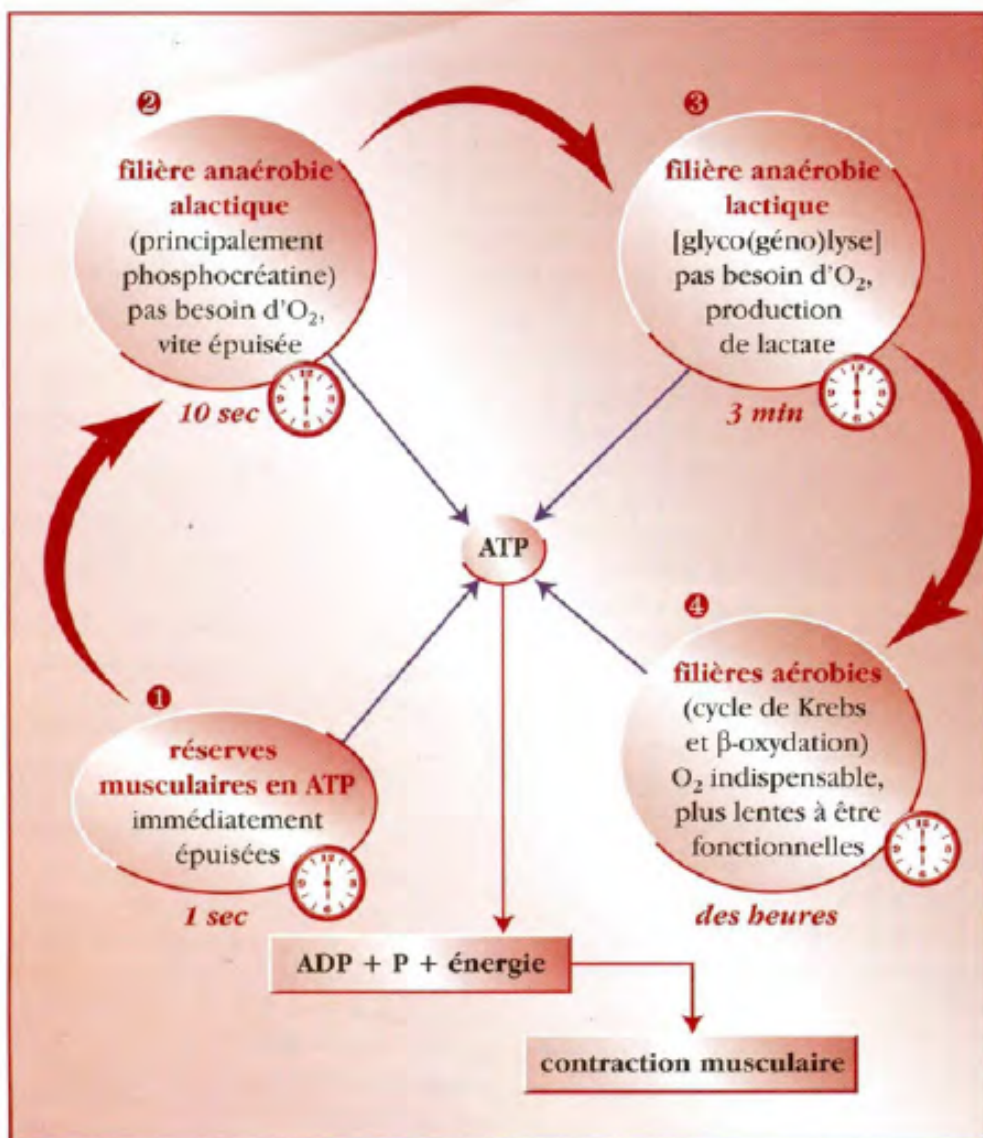 ❷
filière anaérobie
alactique
(principalement
phosphocréatine)
pas besoin d'O₂,
vite épuisée
10 sec
❸
filière anaérobie
lactique
[glyco(géno)lyse]
pas besoin d'O₂,
production
de lactate
3 min
ATP
❶
réserves
musculaires en ATP
immédiatement
épuisées
1 sec
❹
filières aérobies
(cycle de Krebs
et β-oxydation)
O₂ indispensable,
plus lentes à être
fonctionnelles
des heures
ADP + P + énergie
contraction musculaire